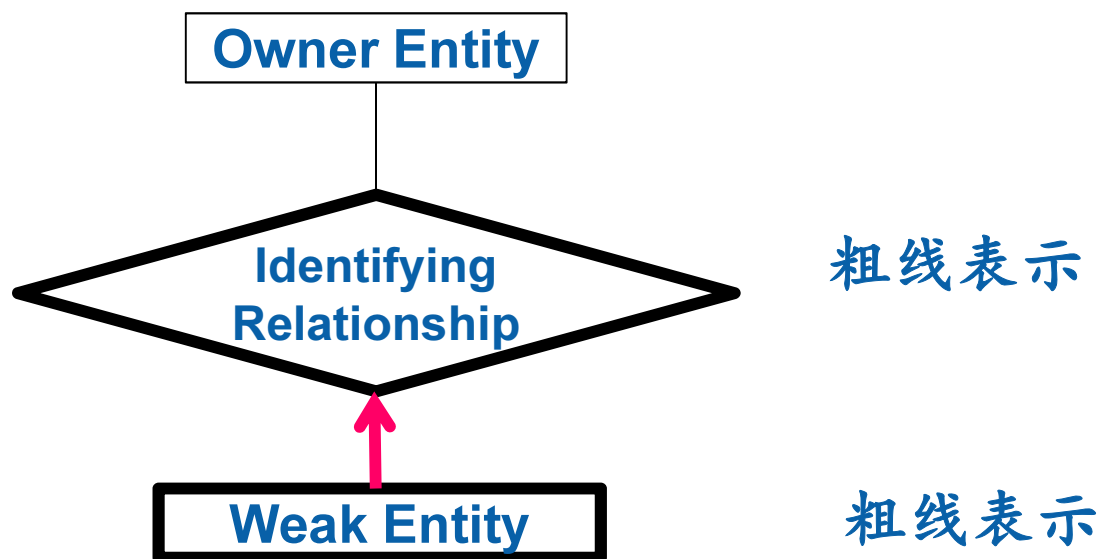 Owner Entity
Identifying
Relationship
粗线表示
Weak Entity
粗线表示